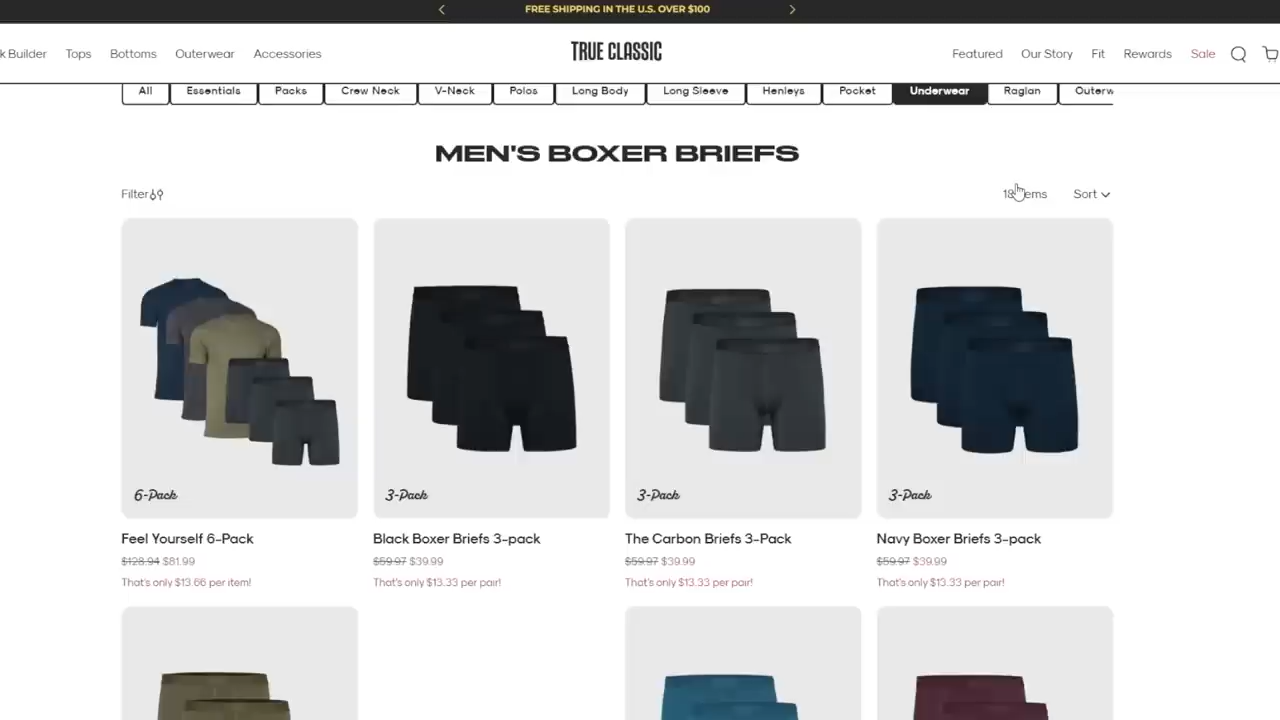 FREE SHIPPING IN THE U.S. OVER $100
k Builder Tops Bottoms Outerwear Accessories TRUE CLASSIC Featured Our Story Fit Rewards Sale
All Essentials Packs Crew Neck V-Neck Polos Long Body Long Sleeve Henleys Pocket Underwear Raglan Outerw
MEN'S BOXER BRIEFS
Filter Sort
6-Pack 3-Pack 3-Pack 3-Pack
Feel Yourself 6-Pack Black Boxer Briefs 3-pack The Carbon Briefs 3-Pack Navy Boxer Briefs 3-pack
$128.94 $81.99 $59.97 $39.99 $59.97 $39.99 $59.97 $39.99
That's only $13.66 per item! That's only $13.33 per pair! That's only $13.33 per pair! That's only $13.33 per pair!